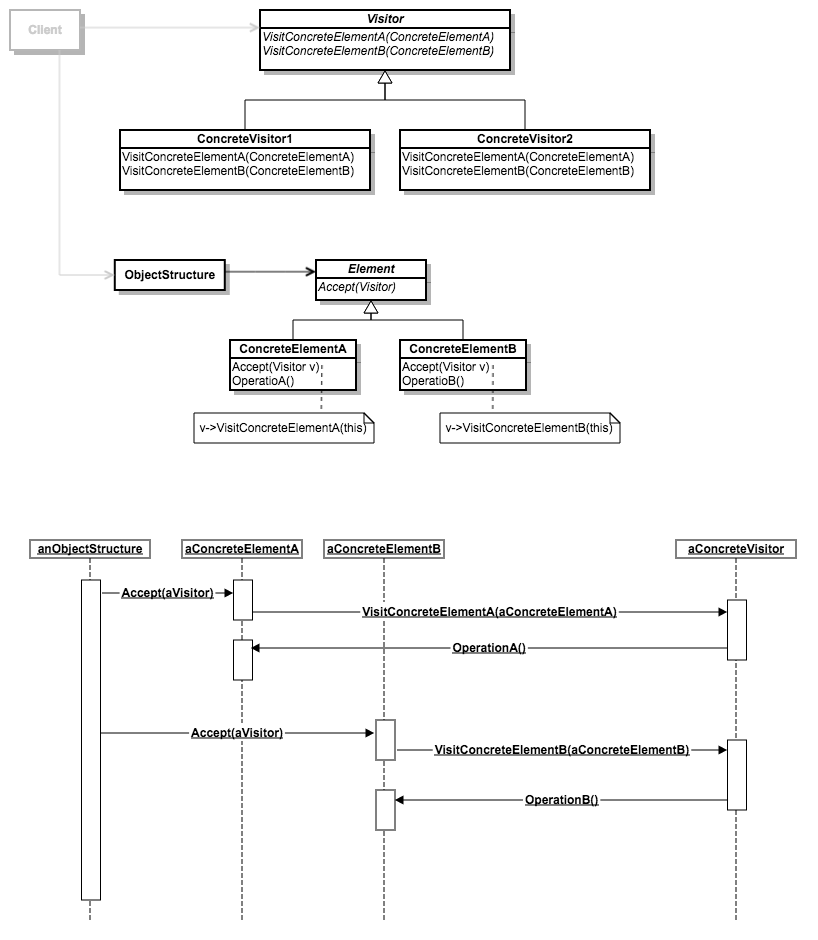 Client
Visitor
VisitConcreteElementA(ConcreteElementA)
VisitConcreteElementB(ConcreteElementB)
ConcreteVisitor1
VisitConcreteElementA(ConcreteElementA)
VisitConcreteElementB(ConcreteElementB)
ConcreteVisitor2
VisitConcreteElementA(ConcreteElementA)
VisitConcreteElementB(ConcreteElementB)
ObjectStructure
Element
Accept(Visitor)
ConcreteElementA
Accept(Visitor v)
OperatioA()
ConcreteElementB
Accept(Visitor v)
OperatioB()
v->VisitConcreteElementA(this)
v->VisitConcreteElementB(this)
anObjectStructure
aConcreteElementA
aConcreteElementB
aConcreteVisitor
Accept(aVisitor)
VisitConcreteElementA(aConcreteElementA)
OperationA()
Accept(aVisitor)
VisitConcreteElementB(aConcreteElementB)
OperationB()